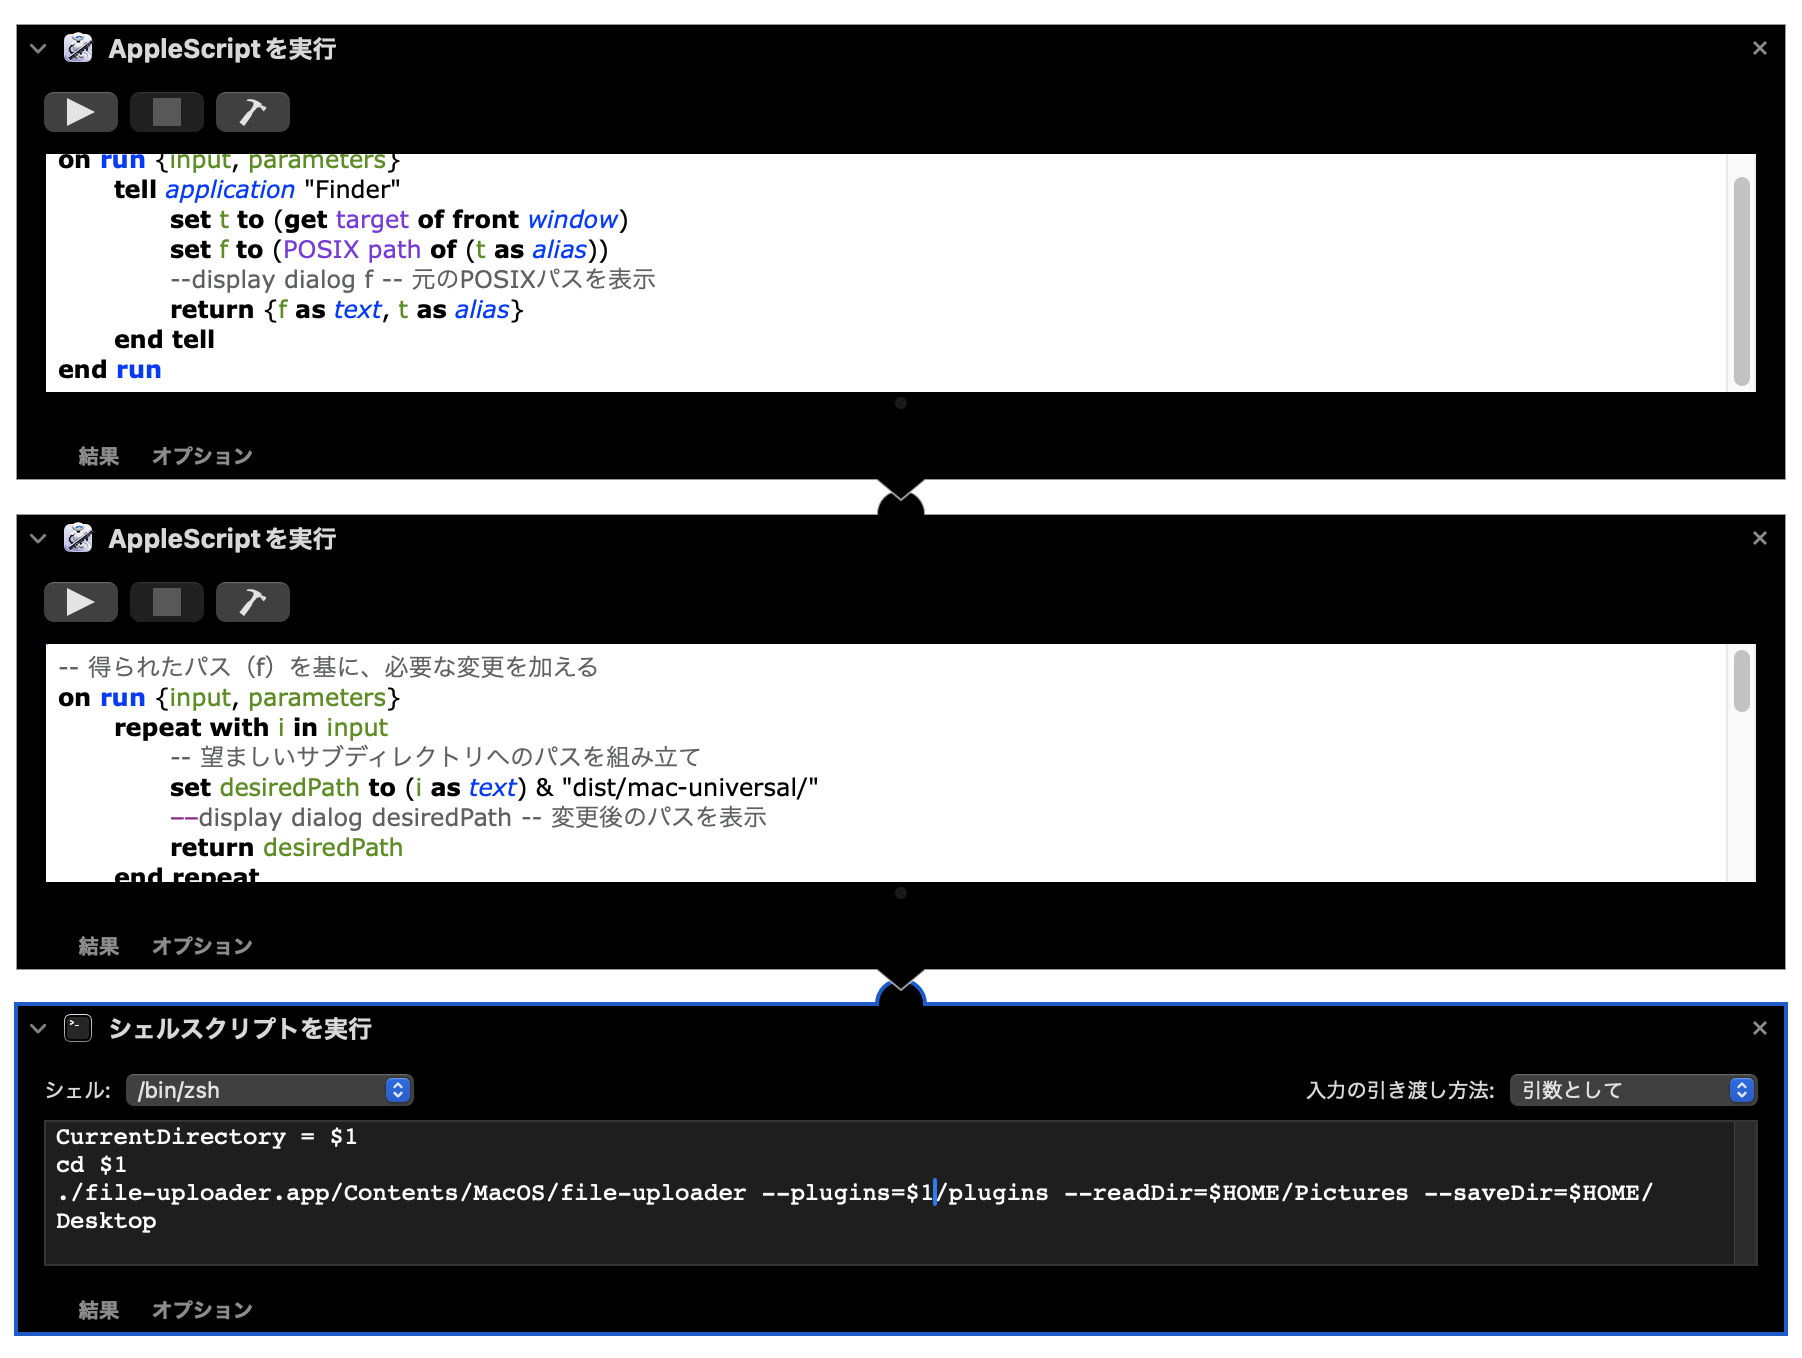 AppleScriptを実行
on run {input, parameters}
tell application "Finder"
set t to (get target of front window)
set f to (POSIX path of (t as alias))
--display dialog f -- 元のPOSIXパスを表示
return {f as text, t as alias}
end tell
end run
結果 オプション
AppleScriptを実行
-- 得られたパス（f）を基に、必要な変更を加える
on run {input, parameters}
repeat with i in input
-- 望ましいサブディレクトリへのパスを組み立て
set desiredPath to (i as text) & "dist/mac-universal/"
--display dialog desiredPath -- 変更後のパスを表示
return desiredPath
end repeat
結果 オプション
シェルスクリプトを実行
シェル: /bin/zsh 入力の引き渡し方法: 引数として
CurrentDirectory = $1
cd $1
./file-uploader.app/Contents/MacOS/file-uploader --plugins=$1/plugins --readDir=$HOME/Pictures --saveDir=$HOME/
Desktop
結果 オプション